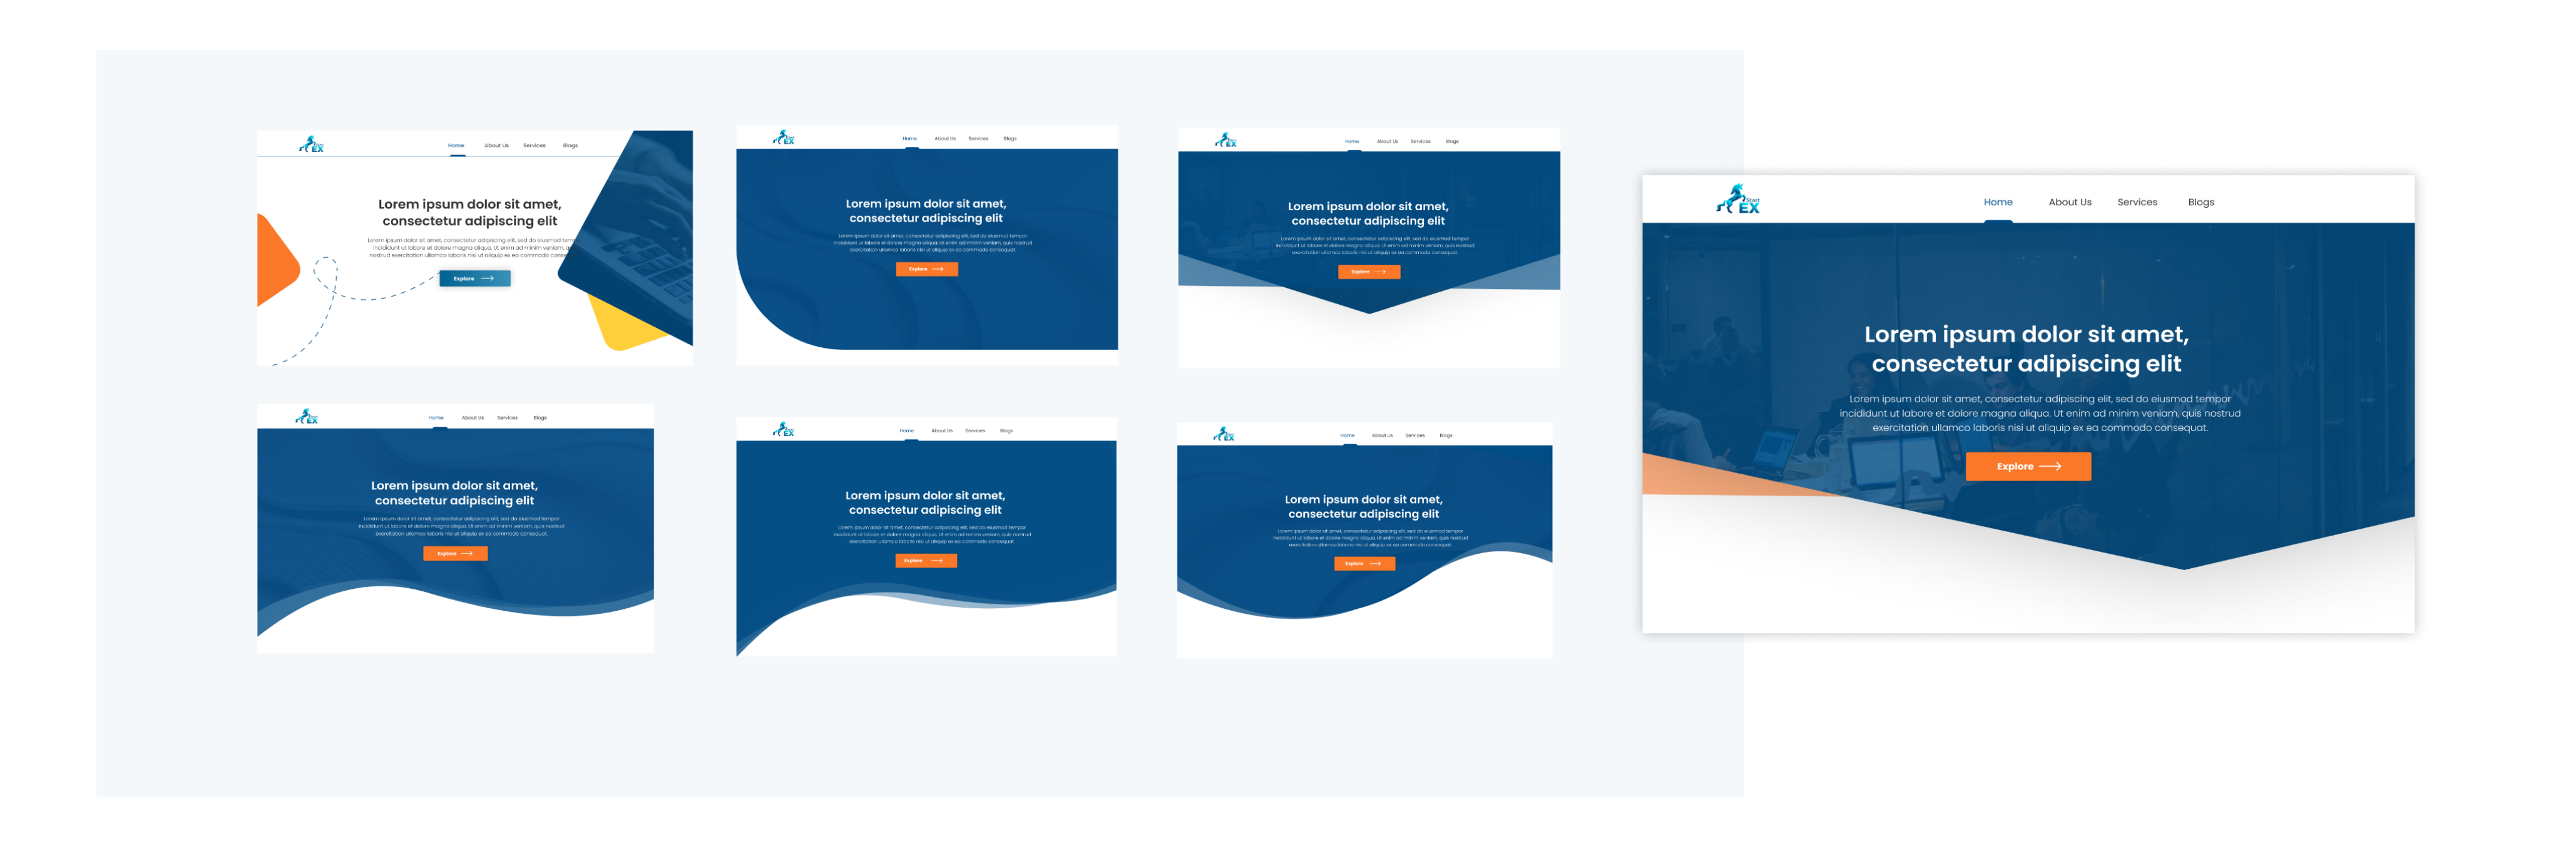 Start
EX
Home About Us Services Blogs
Lorem ipsum dolor sit amet,
consectetur adipiscing elit
Lorem ipsum dolor sit amet, consectetur adipiscing elit, sed do eiusmod tem
incididunt ut labore et dolore magna aliqua. Ut enim ad minim veniam,
nostrud exercitation ullamco laboris nisi ut aliquip ex ea commodo conse
Explore
Start
EX
Home About Us Services Blogs
Lorem ipsum dolor sit amet,
consectetur adipiscing elit
Lorem ipsum dolor sit amet, consectetur adipiscing elit, sed do eiusmod tempor
incididunt ut labore et dolore magna aliqua. Ut enim ad minim veniam, quis nostrud
exercitation ullamco laboris nisi ut aliquip ex ea commodo consequat.
Explore
Start
EX
Home About Us Services Blogs
Lorem ipsum dolor sit amet,
consectetur adipiscing elit
Lorem ipsum dolor sit amet, consectetur adipiscing elit, sed do eiusmod tempor
incididunt ut labore et dolore magna aliqua. Ut enim ad minim veniam, quis nostrud
exercitation ullamco laboris nisi ut aliquip ex ea commodo consequat.
Explore
Start
EX
Home About Us Services Blogs
Lorem ipsum dolor sit amet,
consectetur adipiscing elit
Lorem ipsum dolor sit amet, consectetur adipiscing elit, sed do eiusmod tempor
incididunt ut labore et dolore magna aliqua. Ut enim ad minim veniam, quis nostrud
exercitation ullamco laboris nisi ut aliquip ex ea commodo consequat.
Explore
Start
EX
Home About Us Services Blogs
Lorem ipsum dolor sit amet,
consectetur adipiscing elit
Lorem ipsum dolor sit amet, consectetur adipiscing elit, sed do eiusmod tempor
incididunt ut labore et dolore magna aliqua. Ut enim ad minim veniam, quis nostrud
exercitation ullamco laboris nisi ut aliquip ex ea commodo consequat.
Explore
Start
EX
Home About Us Services Blogs
Lorem ipsum dolor sit amet,
consectetur adipiscing elit
Lorem ipsum dolor sit amet, consectetur adipiscing elit, sed do eiusmod tempor
incididunt ut labore et dolore magna aliqua. Ut enim ad minim veniam, quis nostrud
exercitation ullamco laboris nisi ut aliquip ex ea commodo consequat.
Explore
Start
EX
Home About Us Services Blogs
Lorem ipsum dolor sit amet,
consectetur adipiscing elit
Lorem ipsum dolor sit amet, consectetur adipiscing elit, sed do eiusmod tempor
incididunt ut labore et dolore magna aliqua. Ut enim ad minim veniam, quis nostrud
exercitation ullamco laboris nisi ut aliquip ex ea commodo consequat.
Explore